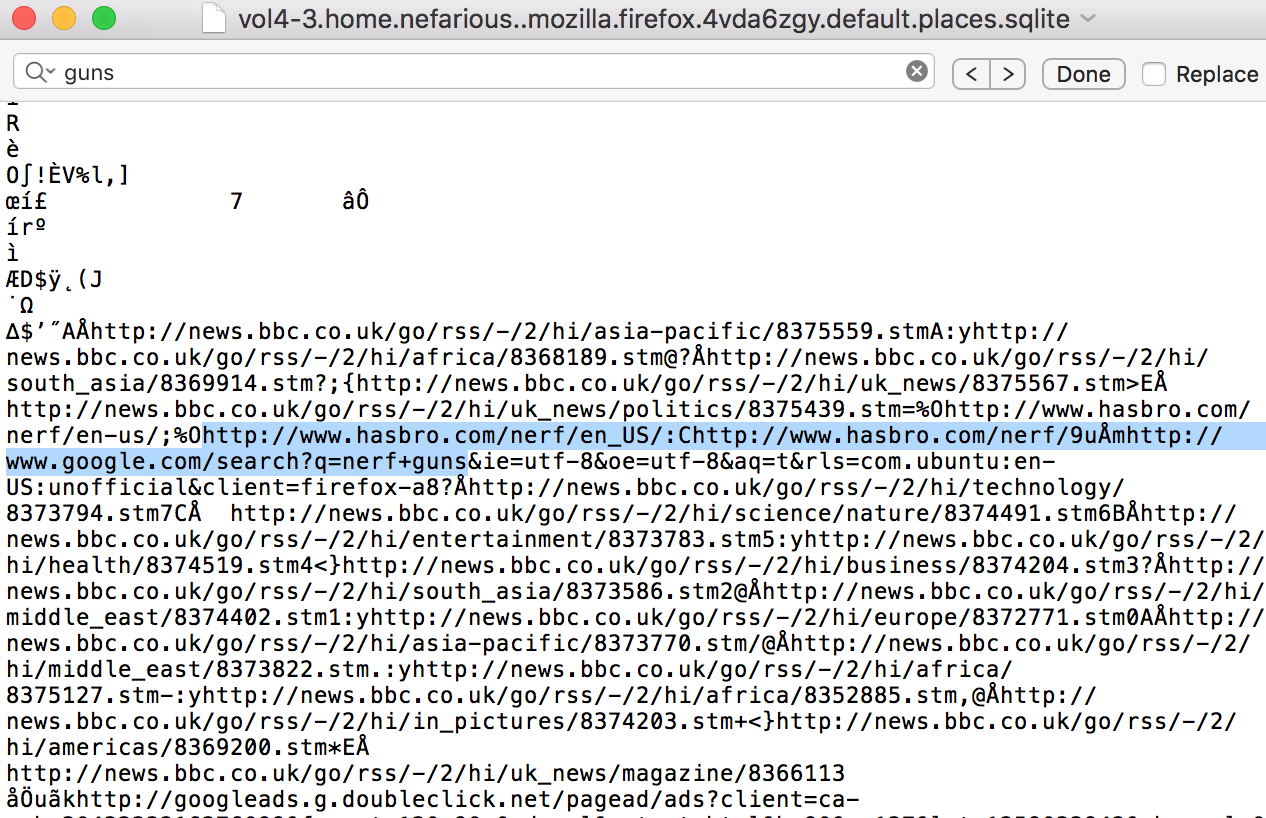 vol4-3.home.nefarious..mozilla.firefox.4vda6zgy.default.places.sqlite
guns
< > Done Replace
R
è
O∫!ÈV%l,]
œí£ 7 âÔ
írº
ì
ÆD$ÿ˛(J
˙Ω
∆$’˝AÅhttp://news.bbc.co.uk/go/rss/-/2/hi/asia-pacific/8375559.stmA:yhttp://
news.bbc.co.uk/go/rss/-/2/hi/africa/8368189.stm@?Åhttp://news.bbc.co.uk/go/rss/-/2/hi/
south_asia/8369914.stm?;{http://news.bbc.co.uk/go/rss/-/2/hi/uk_news/8375567.stm>EÅ
http://news.bbc.co.uk/go/rss/-/2/hi/uk_news/politics/8375439.stm=%Ohttp://www.hasbro.com/
nerf/en-us/;%Ohttp://www.hasbro.com/nerf/en_US/:Chttp://www.hasbro.com/nerf/9uÅmhttp://
www.google.com/search?q=nerf+guns&ie=utf-8&oe=utf-8&aq=t&rls=com.ubuntu:en-
US:unofficial&client=firefox-a8?Åhttp://news.bbc.co.uk/go/rss/-/2/hi/technology/
8373794.stm7CÅ http://news.bbc.co.uk/go/rss/-/2/hi/science/nature/8374491.stm6BÅhttp://
news.bbc.co.uk/go/rss/-/2/hi/entertainment/8373783.stm5:yhttp://news.bbc.co.uk/go/rss/-/2/
hi/health/8374519.stm4<}http://news.bbc.co.uk/go/rss/-/2/hi/business/8374204.stm3?Åhttp://
news.bbc.co.uk/go/rss/-/2/hi/south_asia/8373586.stm2@Åhttp://news.bbc.co.uk/go/rss/-/2/hi/
middle_east/8374402.stm1:yhttp://news.bbc.co.uk/go/rss/-/2/hi/europe/8372771.stm0AÅhttp://
news.bbc.co.uk/go/rss/-/2/hi/asia-pacific/8373770.stm/@Åhttp://news.bbc.co.uk/go/rss/-/2/
hi/middle_east/8373822.stm.:yhttp://news.bbc.co.uk/go/rss/-/2/hi/africa/
8375127.stm-:yhttp://news.bbc.co.uk/go/rss/-/2/hi/africa/8352885.stm,@Åhttp://
news.bbc.co.uk/go/rss/-/2/hi/in_pictures/8374203.stm+<}http://news.bbc.co.uk/go/rss/-/2/
hi/americas/8369200.stm*EÅ
http://news.bbc.co.uk/go/rss/-/2/hi/uk_news/magazine/8366113
åÖuãkhttp://googleads.g.doubleclick.net/pagead/ads?client=ca-